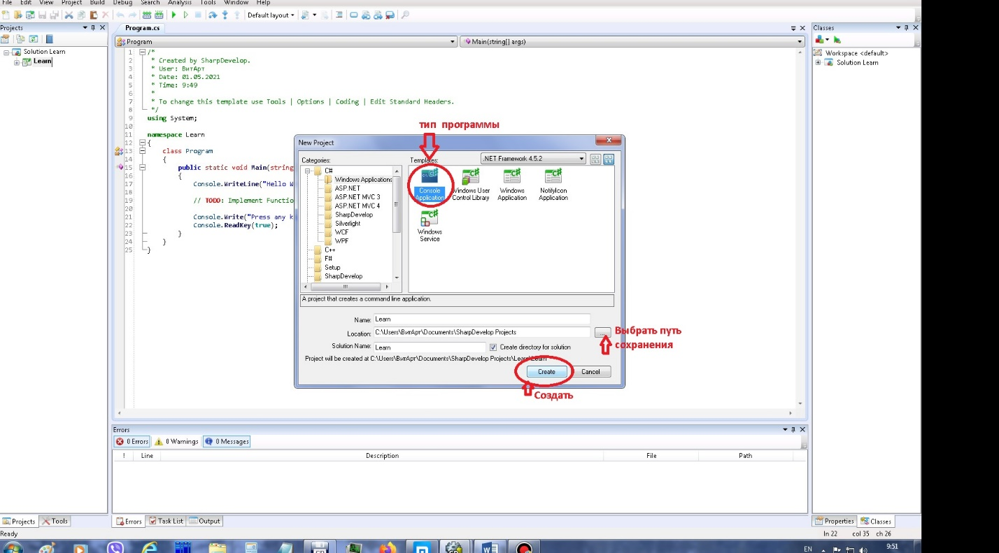 File Edit View Project Build Debug Search Analysis Tools Window Help
Default layout
Projects
Solution Learn
Learn
Program.cs
Program
Main(string[] args)
1 /*
2 * Created by SharpDevelop.
3 * User: ВитАрт
4 * Date: 01.05.2021
5 * Time: 9:49
6 *
7 * To change this template use Tools | Options | Coding | Edit Standard Headers.
8 */
9 using System;
10
11 namespace Learn
12 {
13 class Program
14 {
15 public static void Main(string
16 {
17 Console.WriteLine("Hello W
18
19 // TODO: Implement Functio
20
21 Console.Write("Press any k
22 Console.ReadKey(true);
23 }
24 }
25 }
тип программы
New Project
Categories:
C#
Windows Applications
ASP.NET
ASP.NET MVC 3
ASP.NET MVC 4
SharpDevelop
Silverlight
WCF
WPF
C++
F#
Setup
SharpDevelop
Templates:
.NET Framework 4.5.2
Console Application
Windows User Control Library
Windows Application
NotifyIcon Application
Windows Service
A project that creates a command line application.
Name: Learn
Location: C:\Users\ВитАрт\Documents\SharpDevelop Projects
...
Solution Name: Learn
Create directory for solution
Project will be created at C:\Users\ВитАрт\Documents\SharpDevelop Projects\Learn\Learn
Create
Cancel
Выбрать путь
сохранения
Создать
Classes
Workspace <default>
Solution Learn
Errors
0 Errors 0 Warnings 0 Messages
! Line Description File Path
Projects Tools
Errors Task List Output
Properties Classes
Ready
ln 22 col 35 ch 26
EN
9:51